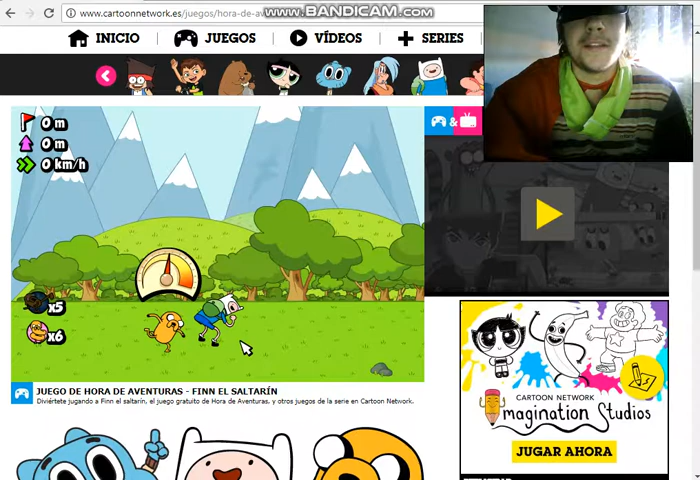 www.cartoonnetwork.es/juegos/hora-de-av
www.BANDICAM.com
INICIO
JUEGOS
VÍDEOS
SERIES
0 m
0 m
0 km/h
&
x5
x6
JUEGO DE HORA DE AVENTURAS - FINN EL SALTARÍN
Diviértete jugando a Finn el saltarín, el juego gratuito de Hora de Aventuras, y otros juegos de la serie en Cartoon Network.
CARTOON NETWORK
Imagination Studios
JUGAR AHORA